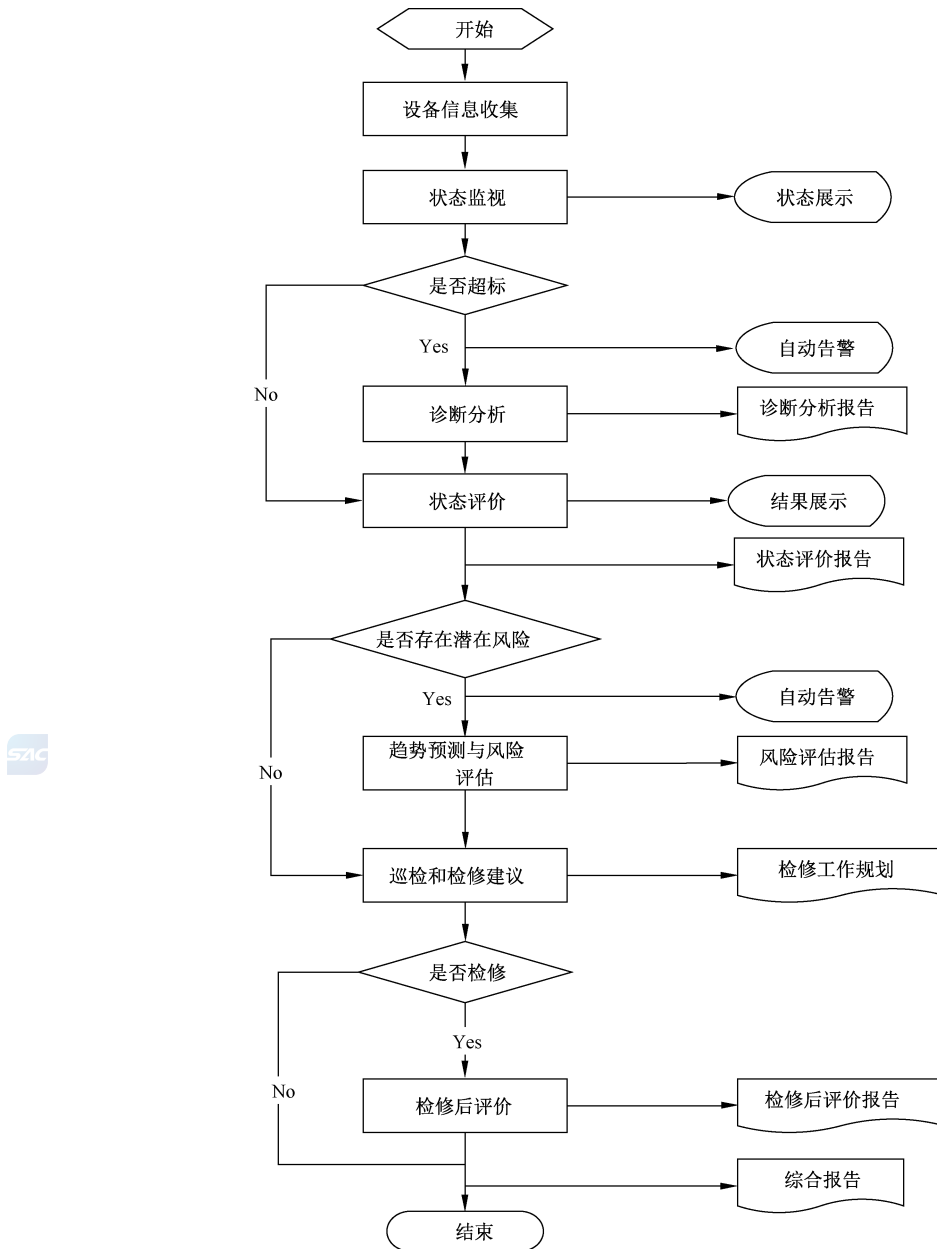 开始
设备信息收集
状态监视
状态展示
是否超标
Yes
自动告警
No
诊断分析
诊断分析报告
状态评价
结果展示
状态评价报告
是否存在潜在风险
Yes
自动告警
SAC
No
趋势预测与风险
评估
风险评估报告
巡检和检修建议
检修工作规划
是否检修
Yes
No
检修后评价
检修后评价报告
综合报告
结束